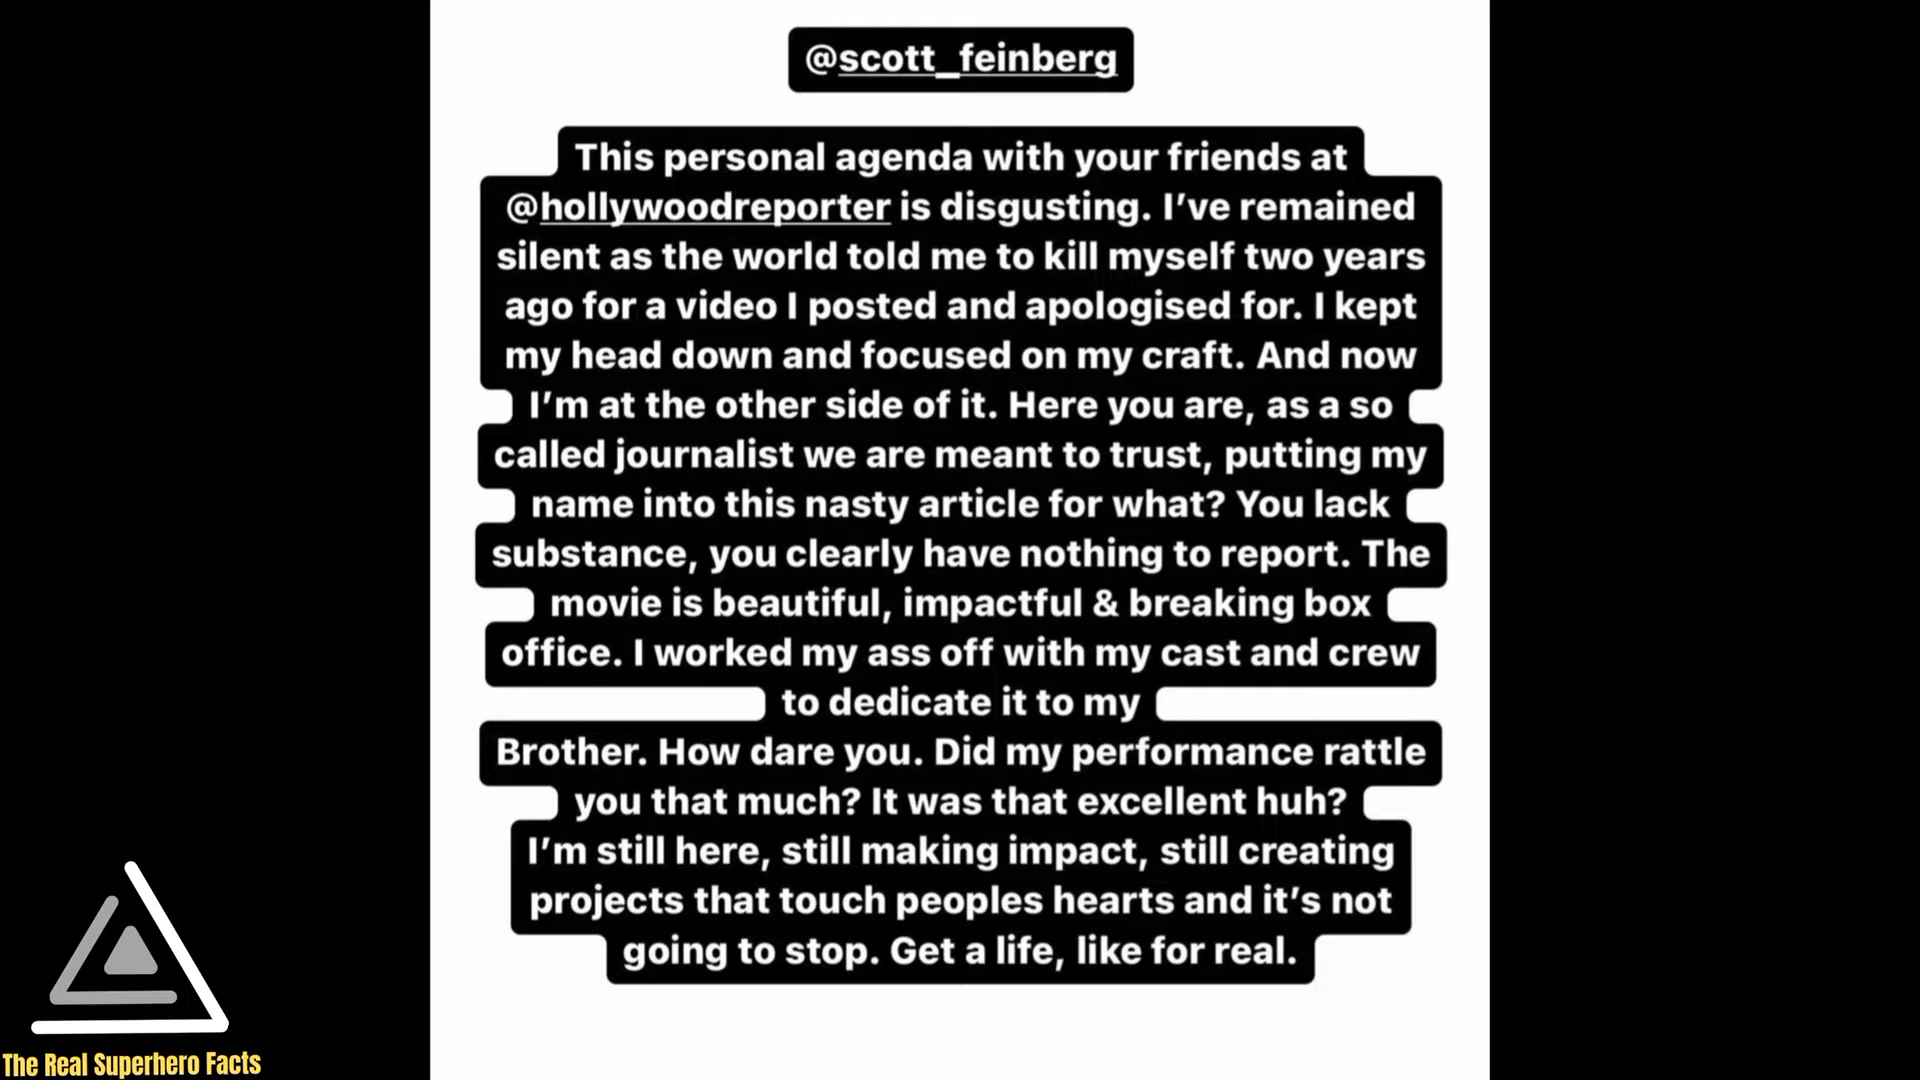 @scott_feinberg
This personal agenda with your friends at
@hollywoodreporter is disgusting. I’ve remained
silent as the world told me to kill myself two years
ago for a video I posted and apologised for. I kept
my head down and focused on my craft. And now
I’m at the other side of it. Here you are, as a so
called journalist we are meant to trust, putting my
name into this nasty article for what? You lack
substance, you clearly have nothing to report. The
movie is beautiful, impactful & breaking box
office. I worked my ass off with my cast and crew
to dedicate it to my
Brother. How dare you. Did my performance rattle
you that much? It was that excellent huh?
I’m still here, still making impact, still creating
projects that touch peoples hearts and it’s not
going to stop. Get a life, like for real.
The Real Superhero Facts